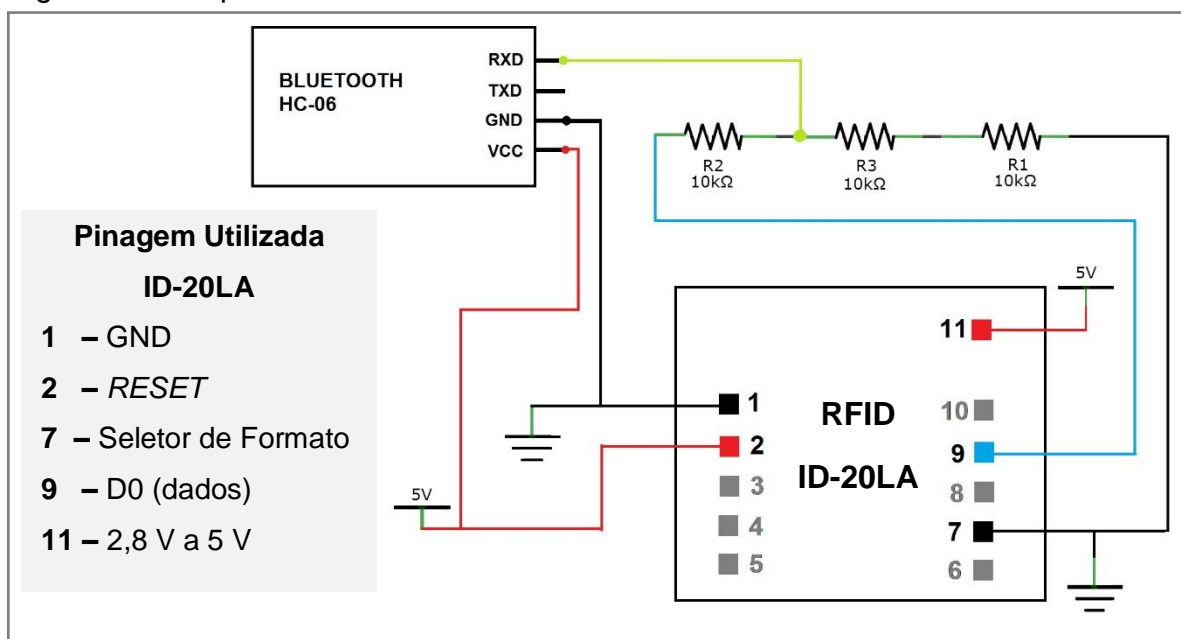 RXD
BLUETOOTH
HC-06
TXD
GND
VCC
R2
10kΩ
R3
10kΩ
R1
10kΩ
Pinagem Utilizada
ID-20LA
1 – GND
2 – RESET
7 – Seletor de Formato
9 – D0 (dados)
11 – 2,8 V a 5 V
5V
5V
RFID
ID-20LA
1
2
3
4
5
11
10
9
8
7
6